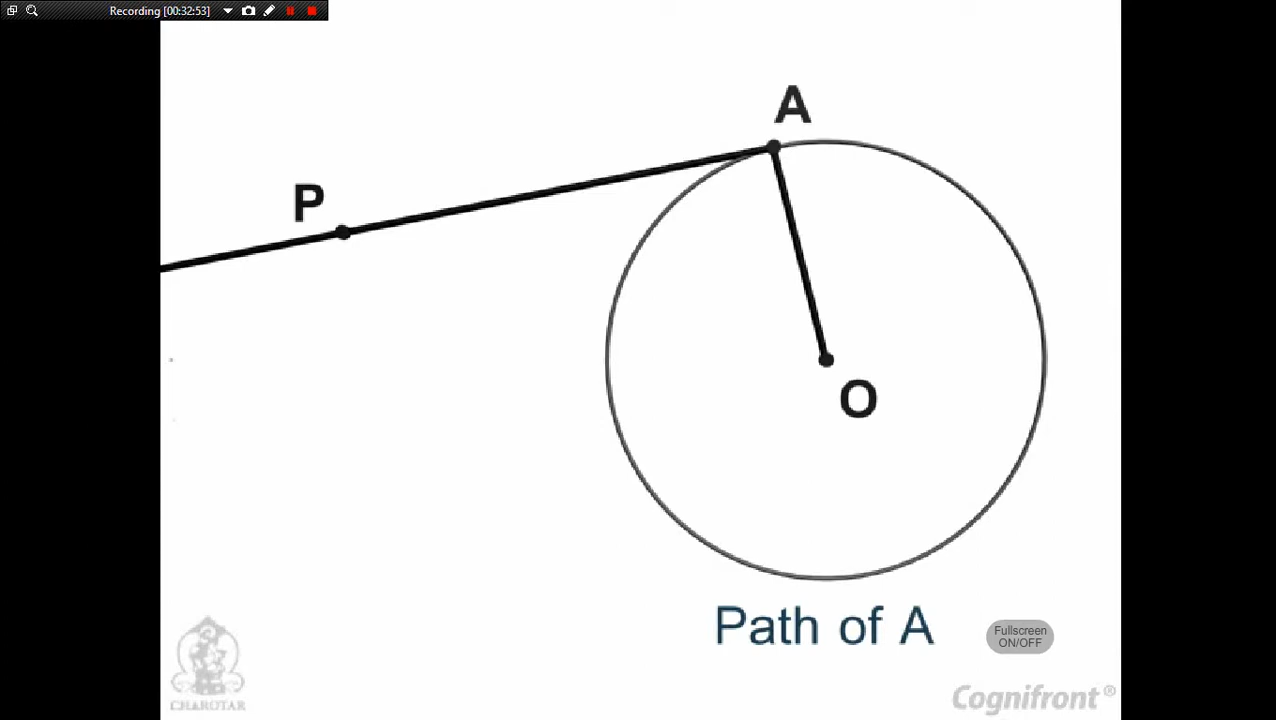 Recording [00:32:53]
A
P
O
Path of A
Fullscreen
ON/OFF
CHAROTAR
Cognifront®